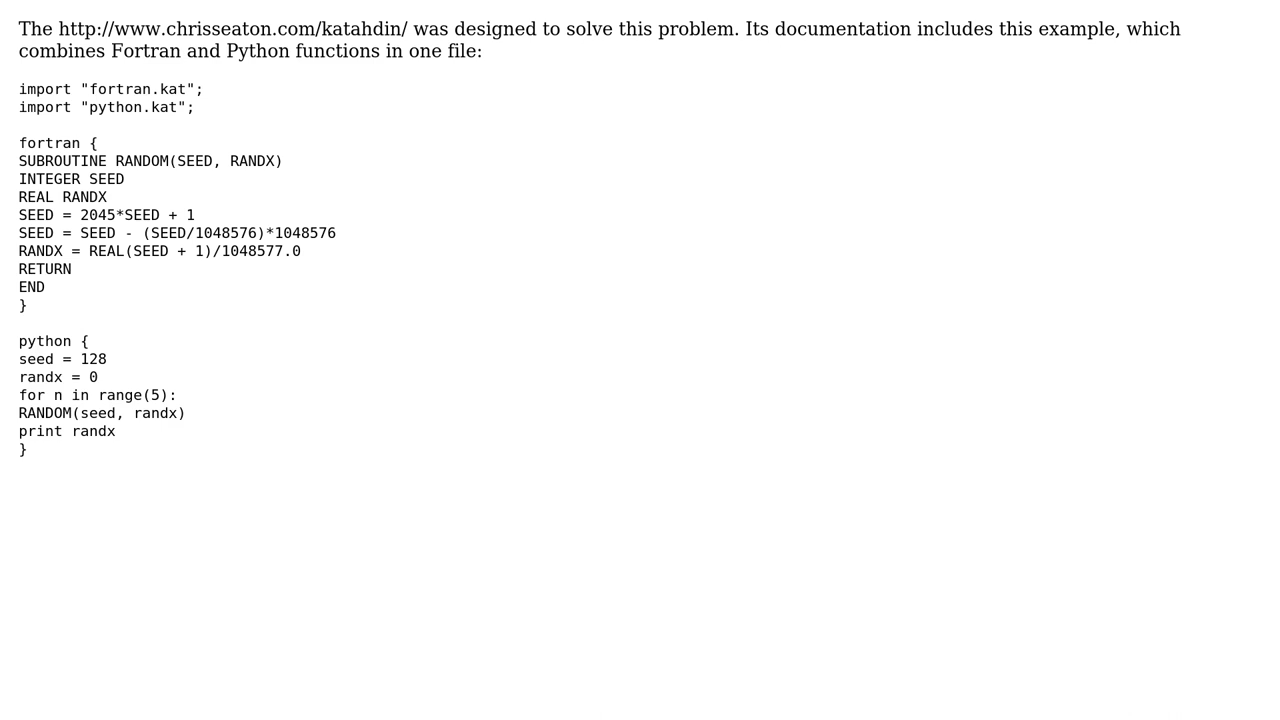 The http://www.chrisseaton.com/katahdin/ was designed to solve this problem. Its documentation includes this example, which
combines Fortran and Python functions in one file:
import "fortran.kat";
import "python.kat";
fortran {
SUBROUTINE RANDOM(SEED, RANDX)
INTEGER SEED
REAL RANDX
SEED = 2045*SEED + 1
SEED = SEED - (SEED/1048576)*1048576
RANDX = REAL(SEED + 1)/1048577.0
RETURN
END
}
python {
seed = 128
randx = 0
for n in range(5):
RANDOM(seed, randx)
print randx
}